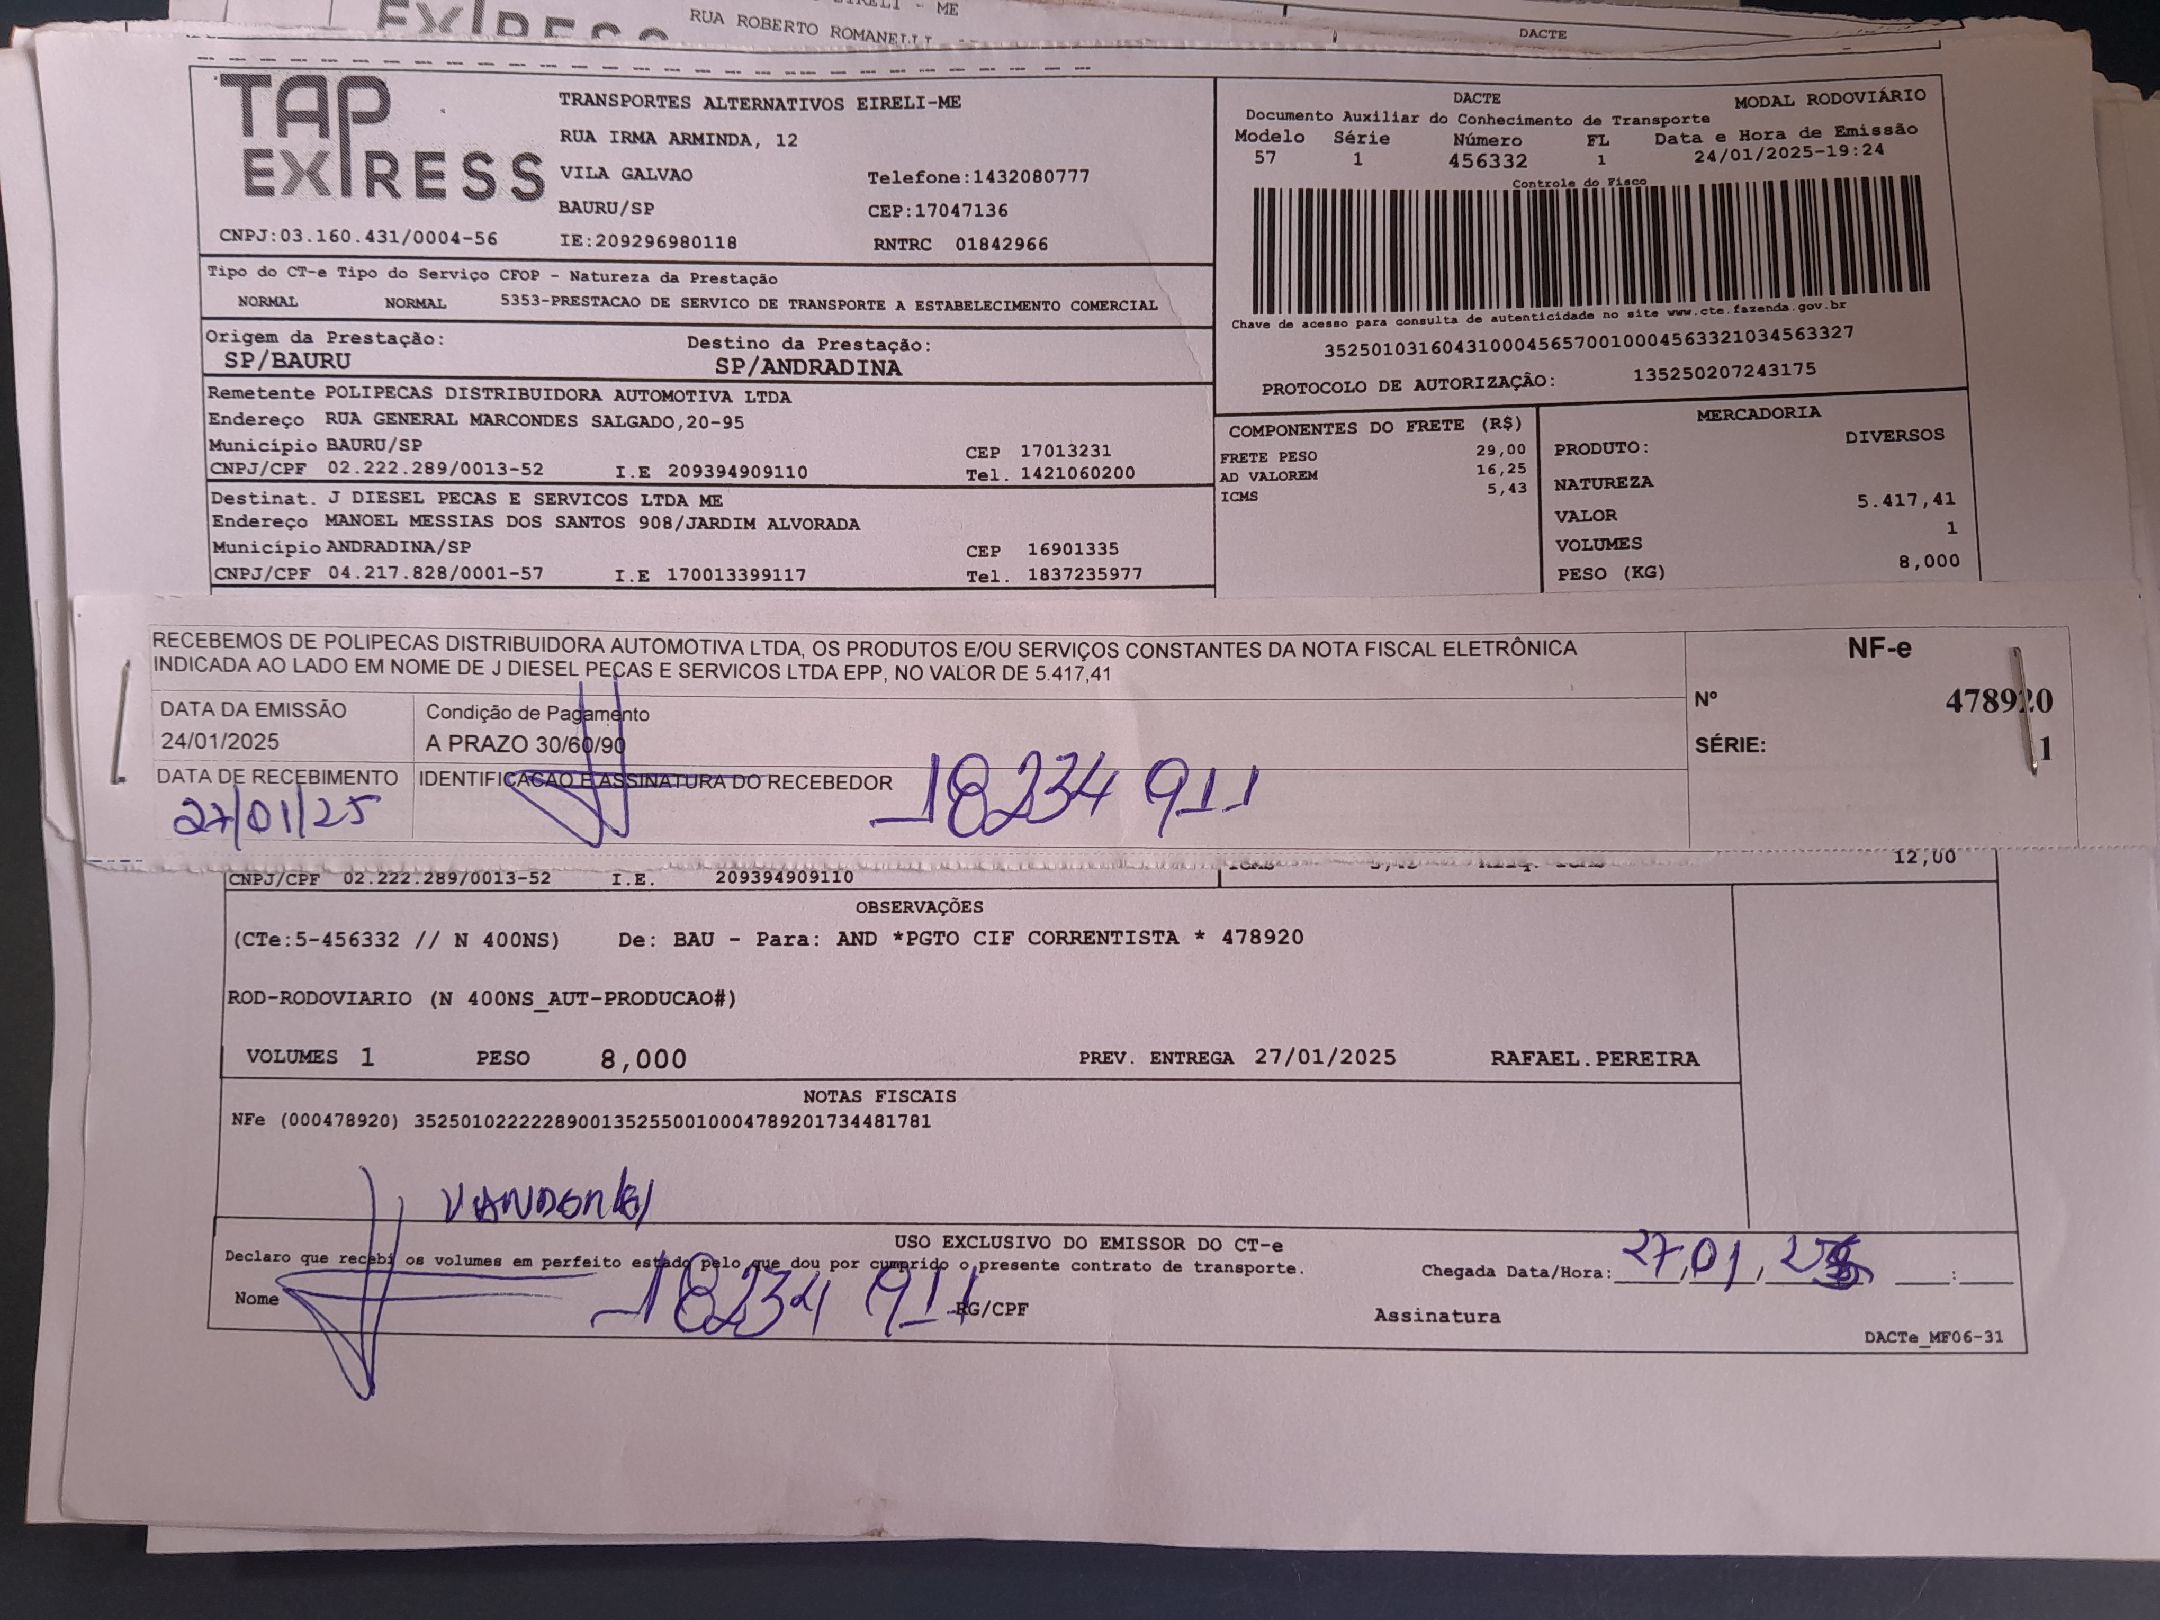 RUA ROBERTO ROMANELLI
DACTE
TAP
EXPRESS
TRANSPORTES ALTERNATIVOS EIRELI-ME
RUA IRMA ARMINDA, 12
VILA GALVAO Telefone:1432080777
BAURU/SP CEP:17047136
CNPJ:03.160.431/0004-56 IE:209296980118 RNTRC 01842966
DACTE MODAL RODOVIÁRIO
Documento Auxiliar do Conhecimento de Transporte
Modelo Série Número FL Data e Hora de Emissão
57 1 456332 1 24/01/2025-19:24
Controle do Fisco
Chave de acesso para consulta de autenticidade no site www.cte.fazenda.gov.br
35250103160431000456570010004563321034563327
PROTOCOLO DE AUTORIZAÇÃO: 135250207243175
Tipo do CT-e Tipo do Serviço CFOP - Natureza da Prestação
NORMAL NORMAL 5353-PRESTACAO DE SERVICO DE TRANSPORTE A ESTABELECIMENTO COMERCIAL
Origem da Prestação: Destino da Prestação:
SP/BAURU SP/ANDRADINA
Remetente POLIPECAS DISTRIBUIDORA AUTOMOTIVA LTDA
Endereço RUA GENERAL MARCONDES SALGADO,20-95
Município BAURU/SP CEP 17013231
CNPJ/CPF 02.222.289/0013-52 I.E 209394909110 Tel. 1421060200
Destinat. J DIESEL PECAS E SERVICOS LTDA ME
Endereço MANOEL MESSIAS DOS SANTOS 908/JARDIM ALVORADA
Município ANDRADINA/SP CEP 16901335
CNPJ/CPF 04.217.828/0001-57 I.E 170013399117 Tel. 1837235977
COMPONENTES DO FRETE (R$)
FRETE PESO 29,00
AD VALOREM 16,25
ICMS 5,43
MERCADORIA
PRODUTO: DIVERSOS
NATUREZA
VALOR 5.417,41
VOLUMES 1
PESO (KG) 8,000
RECEBEMOS DE POLIPECAS DISTRIBUIDORA AUTOMOTIVA LTDA, OS PRODUTOS E/OU SERVIÇOS CONSTANTES DA NOTA FISCAL ELETRÔNICA
INDICADA AO LADO EM NOME DE J DIESEL PEÇAS E SERVICOS LTDA EPP, NO VALOR DE 5.417,41
NF-e
Nº 478920
SÉRIE: 1
DATA DA EMISSÃO Condição de Pagamento
24/01/2025 A PRAZO 30/60/90
DATA DE RECEBIMENTO IDENTIFICACAO E ASSINATURA DO RECEBEDOR
27/01/25 18234911
12,00
CNPJ/CPF 02.222.289/0013-52 I.E. 209394909110
OBSERVAÇÕES
(CTe:5-456332 // N 400NS) De: BAU - Para: AND *PGTO CIF CORRENTISTA * 478920
ROD-RODOVIARIO (N 400NS_AUT-PRODUCAO#)
VOLUMES 1 PESO 8,000 PREV. ENTREGA 27/01/2025 RAFAEL.PEREIRA
NOTAS FISCAIS
NFe (000478920) 35250102222289001352550010004789201734481781
USO EXCLUSIVO DO EMISSOR DO CT-e
Declaro que recebi os volumes em perfeito estado pelo que dou por cumprido o presente contrato de transporte.
Chegada Data/Hora: 27,01,25 :
Nome 18234911 RG/CPF Assinatura
DACTe_MF06-31